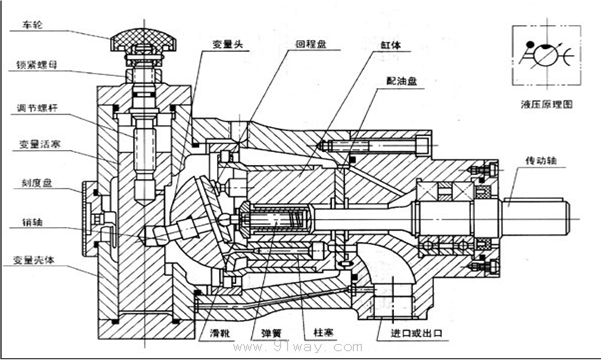 车轮
锁紧螺母
调节螺杆
变量活塞
刻度盘
销轴
变量壳体
变量头
回程盘
缸体
配油盘
液压原理图
传动轴
滑靴
弹簧
柱塞
进口或出口
www.91way.com